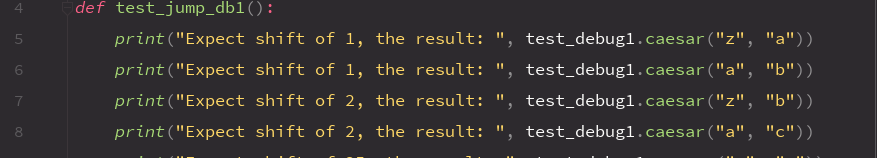 4 def test_jump_db1():
5 print("Expect shift of 1, the result: ", test_debug1.caesar("z", "a"))
6 print("Expect shift of 1, the result: ", test_debug1.caesar("a", "b"))
7 print("Expect shift of 2, the result: ", test_debug1.caesar("z", "b"))
8 print("Expect shift of 2, the result: ", test_debug1.caesar("a", "c"))